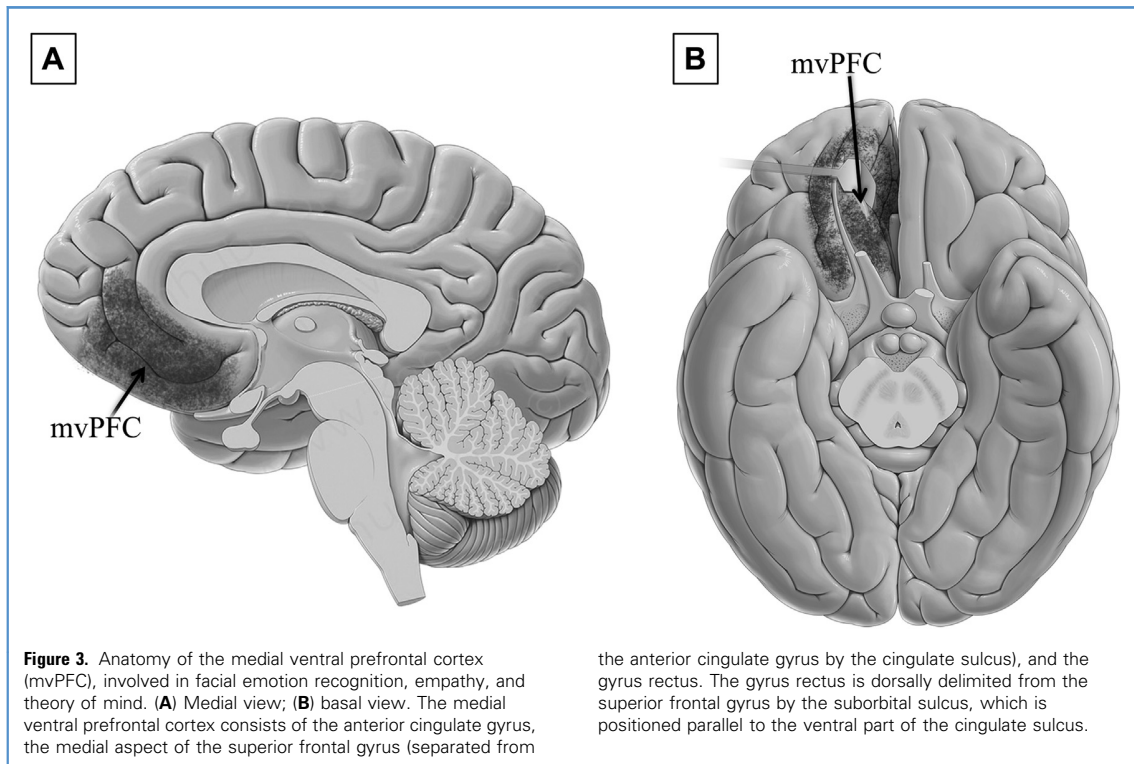 A
B
mvPFC
mvPFC
Figure 3. Anatomy of the medial ventral prefrontal cortex
(mvPFC), involved in facial emotion recognition, empathy, and
theory of mind. (A) Medial view; (B) basal view. The medial
ventral prefrontal cortex consists of the anterior cingulate gyrus,
the medial aspect of the superior frontal gyrus (separated from
the anterior cingulate gyrus by the cingulate sulcus), and the
gyrus rectus. The gyrus rectus is dorsally delimited from the
superior frontal gyrus by the suborbital sulcus, which is
positioned parallel to the ventral part of the cingulate sulcus.